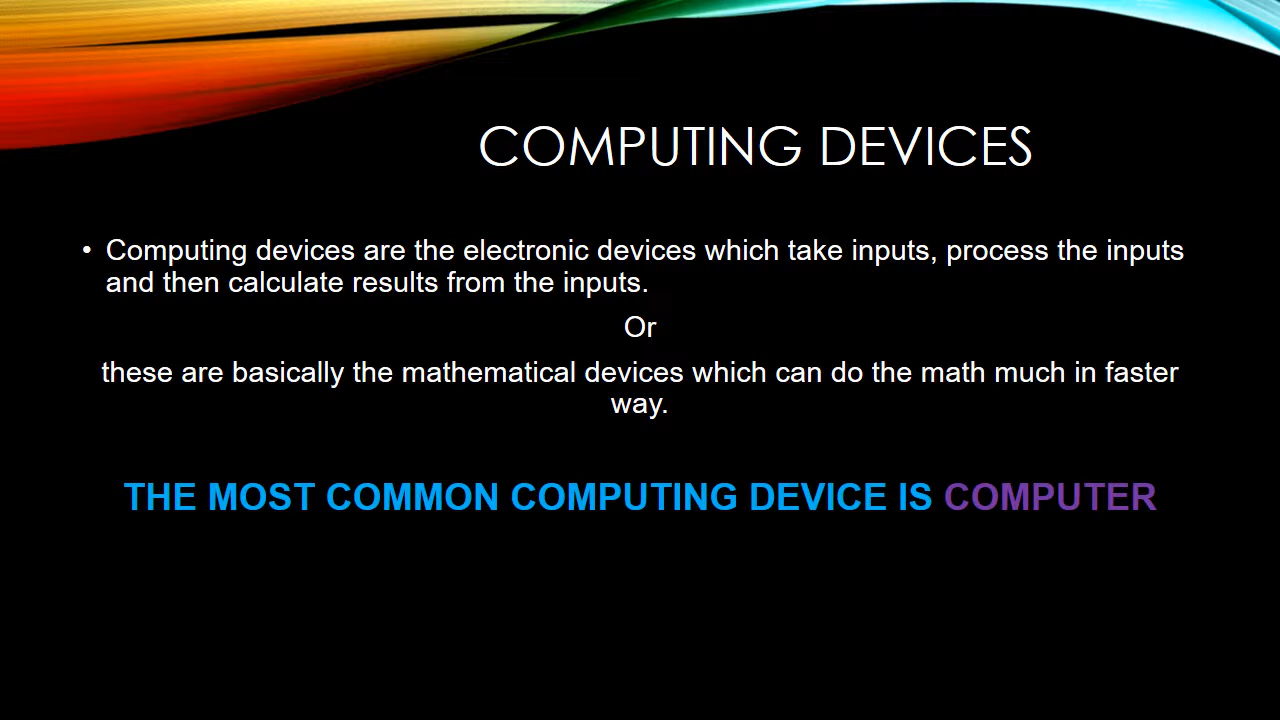 COMPUTING DEVICES
• Computing devices are the electronic devices which take inputs, process the inputs
and then calculate results from the inputs.
Or
these are basically the mathematical devices which can do the math much in faster
way.
THE MOST COMMON COMPUTING DEVICE IS COMPUTER